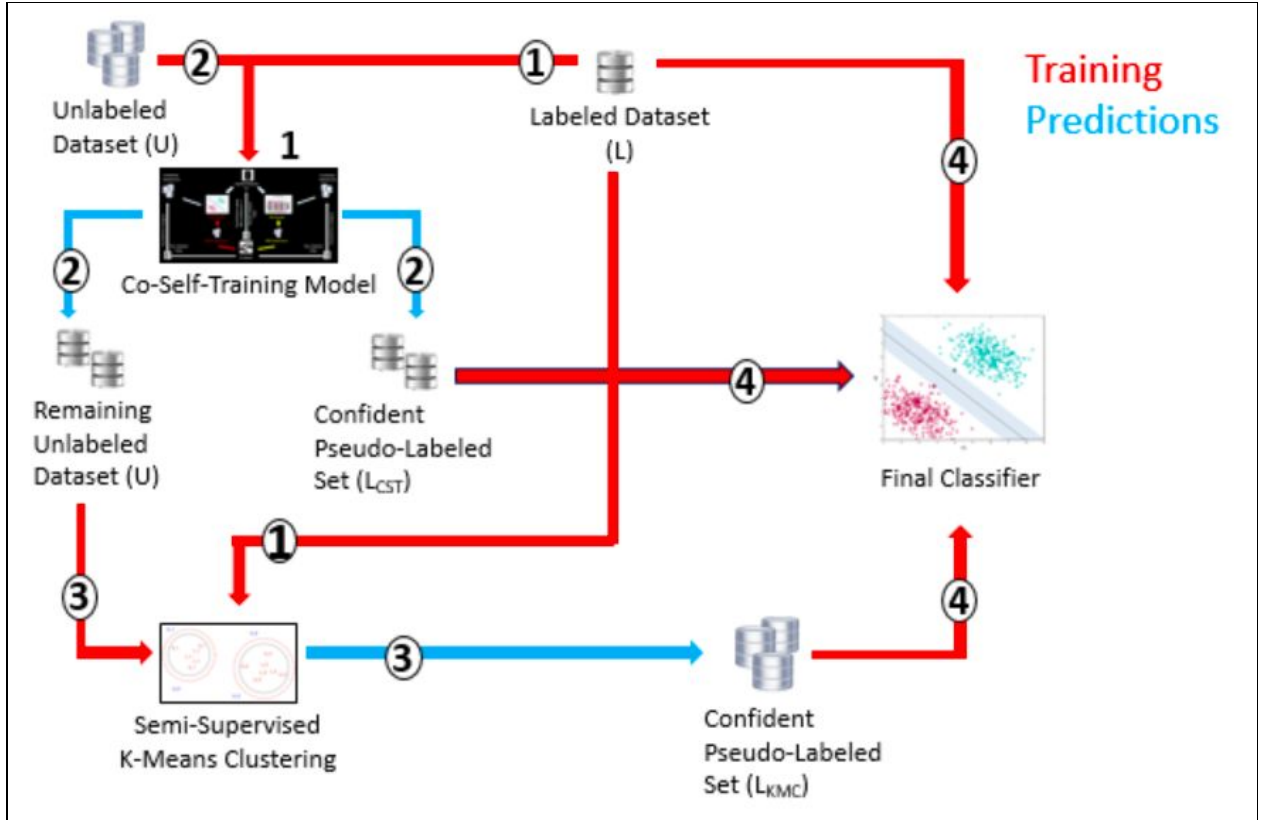 2
1
Training
Predictions
Unlabeled
Dataset (U)
Labeled Dataset
(L)
1
4
2
2
Co-Self-Training Model
4
Remaining
Unlabeled
Dataset (U)
Confident
Pseudo-Labeled
Set (LCST)
Final Classifier
1
3
4
3
Semi-Supervised
K-Means Clustering
Confident
Pseudo-Labeled
Set (LKMC)